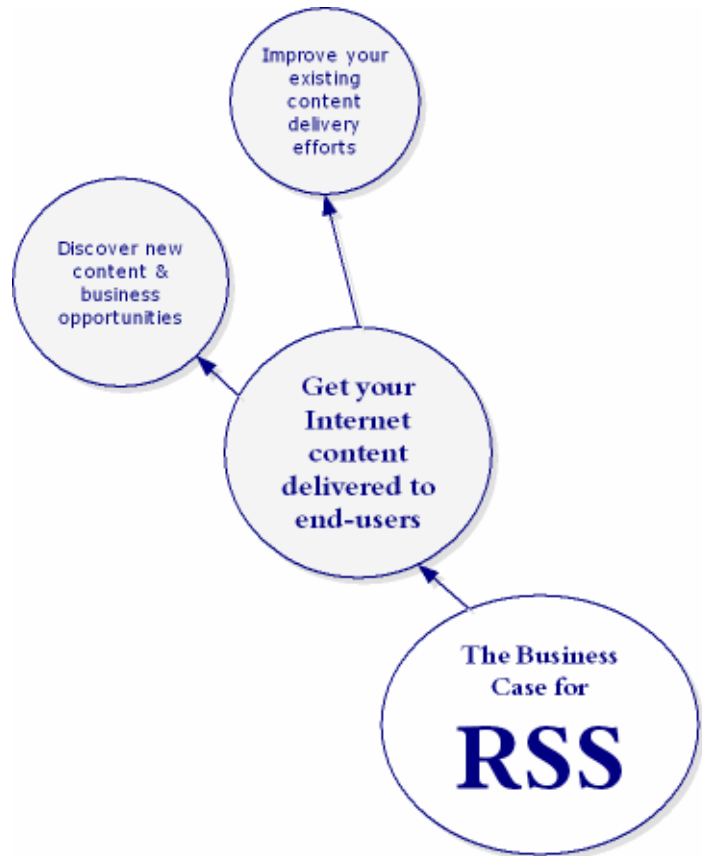 Improve your
existing
content
delivery
efforts
Discover new
content &
business
opportunities
Get your
Internet
content
delivered to
end-users
The Business
Case for
RSS